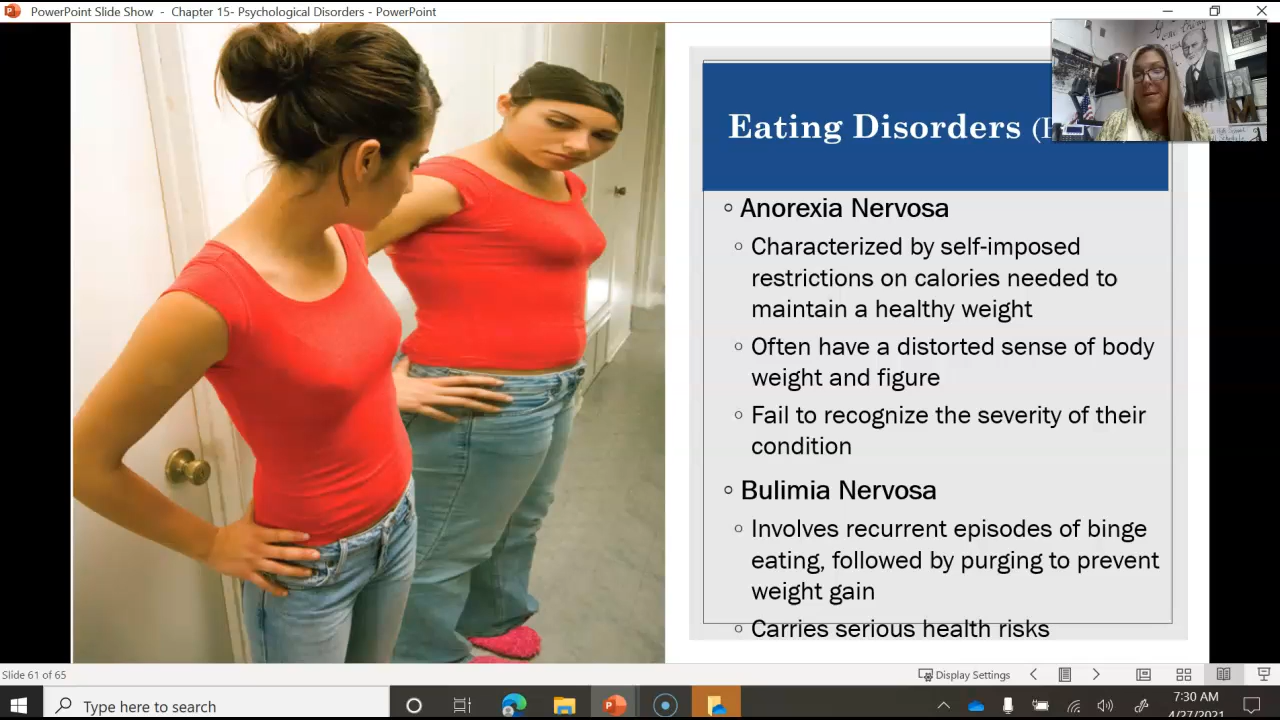 PowerPoint Slide Show - Chapter 15- Psychological Disorders - PowerPoint
Eating Disorders (
◦ Anorexia Nervosa
◦ Characterized by self-imposed
restrictions on calories needed to
maintain a healthy weight
◦ Often have a distorted sense of body
weight and figure
◦ Fail to recognize the severity of their
condition
◦ Bulimia Nervosa
◦ Involves recurrent episodes of binge
eating, followed by purging to prevent
weight gain
◦ Carries serious health risks
Slide 61 of 65
Display Settings
Type here to search
7:30 AM
4/27/2021